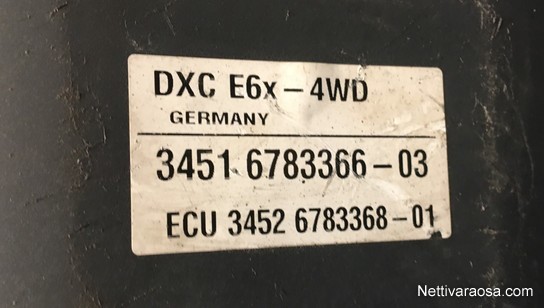 DXC E6x-4WD
GERMANY
3451 6783366-03
ECU 3452 6783368-01
Nettivaraosa.com